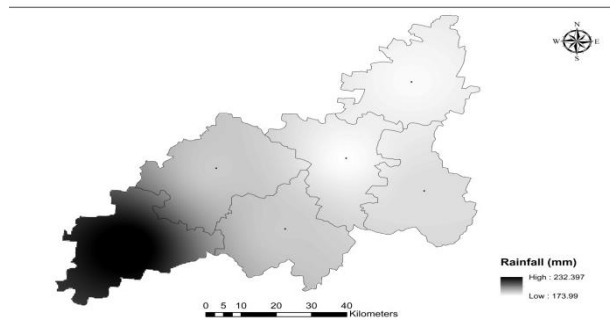 N
W E
S
Rainfall (mm)
High : 232.397
Low : 173.99
0 5 10 20 30 40
Kilometers